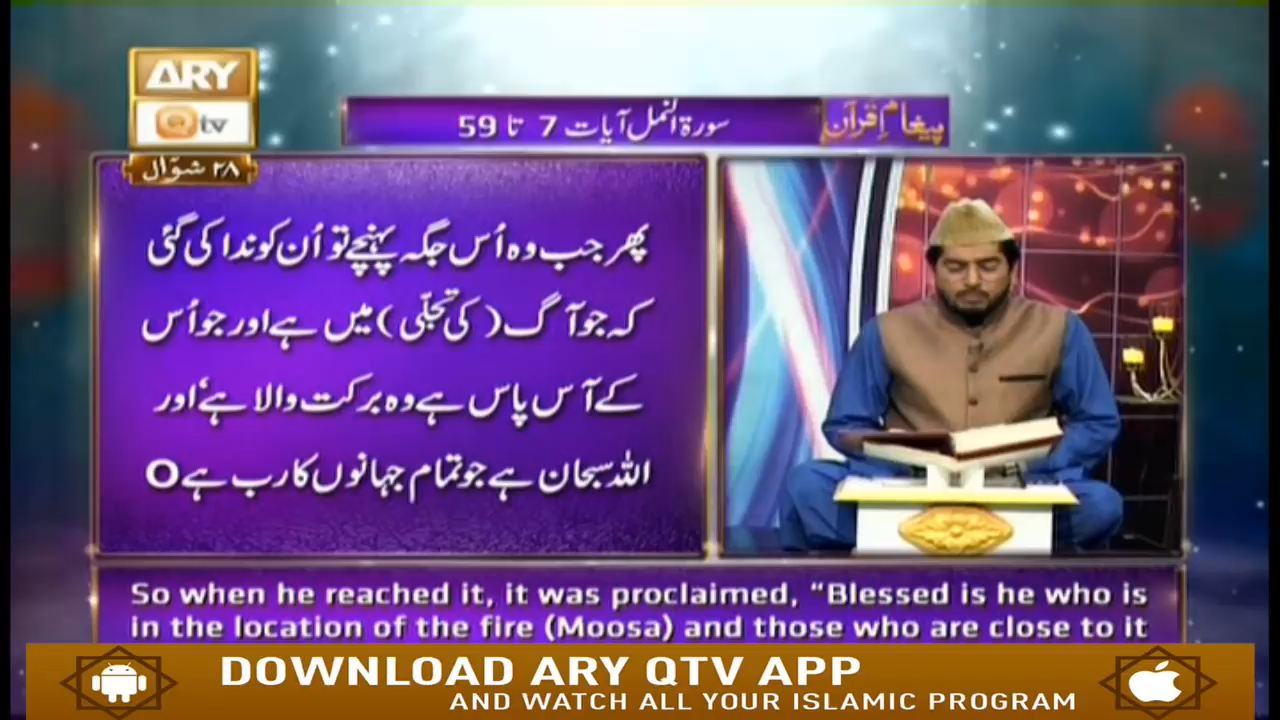 ARY
Qtv
پیغامِ قرآن
سورۃ النمل آیات 7 تا 59
۲۸ شوّال
پھر جب وہ اُس جگہ پہنچے تو اُن کو ندا کی گئی
کہ جو آگ (کی تجلّی) میں ہے اور جو اُس
کے آس پاس ہے وہ برکت والا ہے ٗ اور
اللہ سبحان ہے جو تمام جہانوں کا رب ہے O
So when he reached it, it was proclaimed, “Blessed is he who is
in the location of the fire (Moosa) and those who are close to it
DOWNLOAD ARY QTV APP
AND WATCH ALL YOUR ISLAMIC PROGRAM